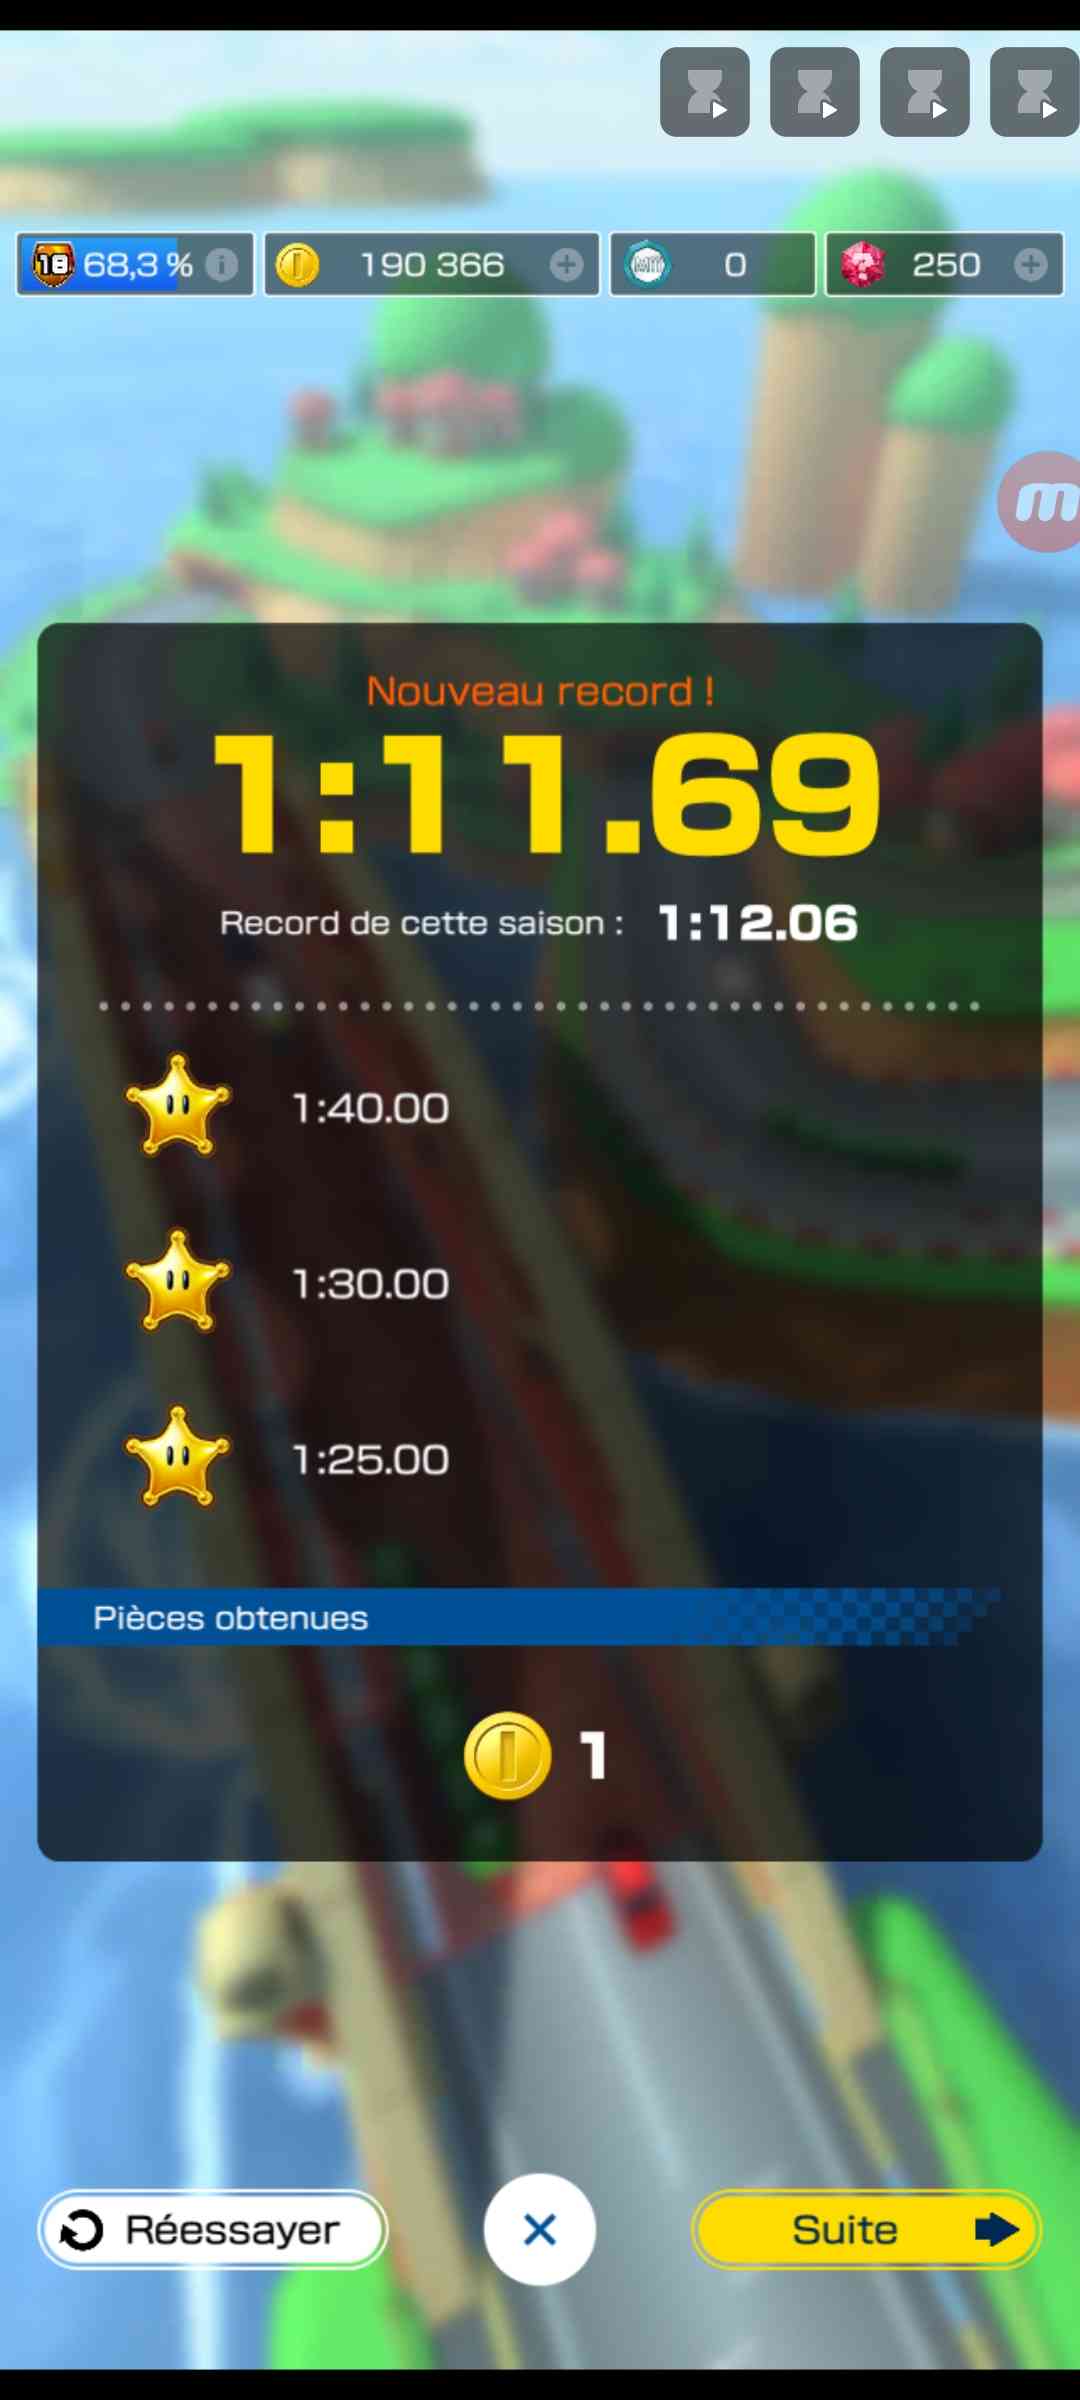 18 68,3 % 190 366 0 250
m
Nouveau record !
1:11.69
Record de cette saison : 1:12.06
1:40.00
1:30.00
1:25.00
Pièces obtenues
1
Réessayer
Suite